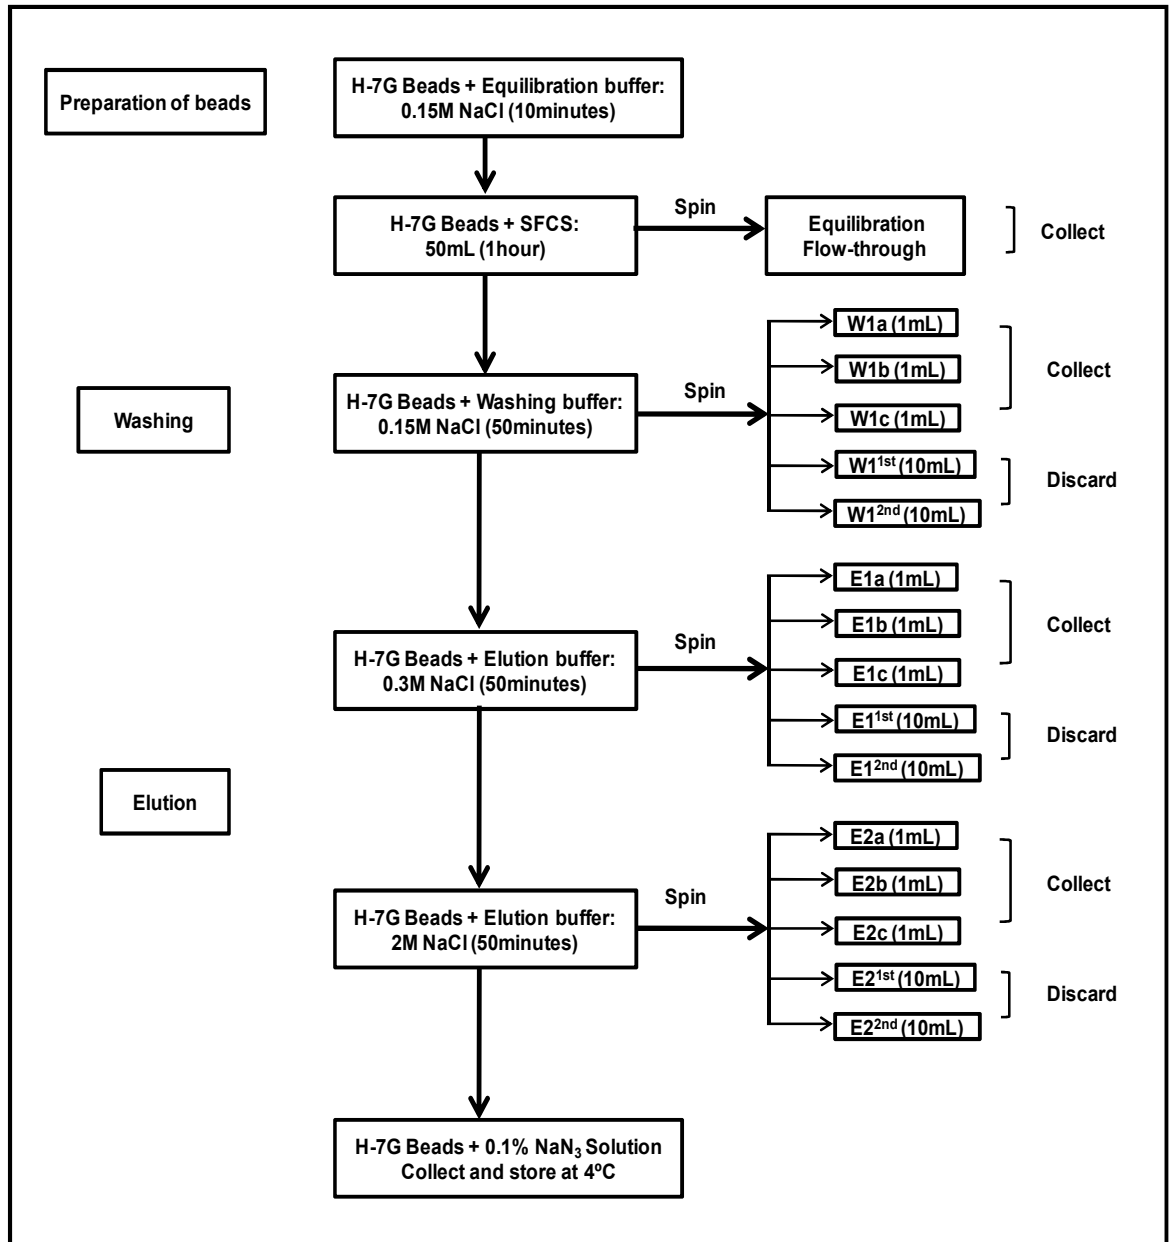 Preparation of beads
H-7G Beads + Equilibration buffer:
0.15M NaCl (10minutes)
H-7G Beads + SFCS:
50mL (1hour)
Spin
Equilibration
Flow-through
Collect
Washing
H-7G Beads + Washing buffer:
0.15M NaCl (50minutes)
Spin
W1a (1mL)
W1b (1mL)
W1c (1mL)
Collect
W1¹ˢᵗ (10mL)
W1²ⁿᵈ (10mL)
Discard
Elution
H-7G Beads + Elution buffer:
0.3M NaCl (50minutes)
Spin
E1a (1mL)
E1b (1mL)
E1c (1mL)
Collect
E1¹ˢᵗ (10mL)
E1²ⁿᵈ (10mL)
Discard
H-7G Beads + Elution buffer:
2M NaCl (50minutes)
Spin
E2a (1mL)
E2b (1mL)
E2c (1mL)
Collect
E2¹ˢᵗ (10mL)
E2²ⁿᵈ (10mL)
Discard
H-7G Beads + 0.1% NaN₃ Solution
Collect and store at 4ºC